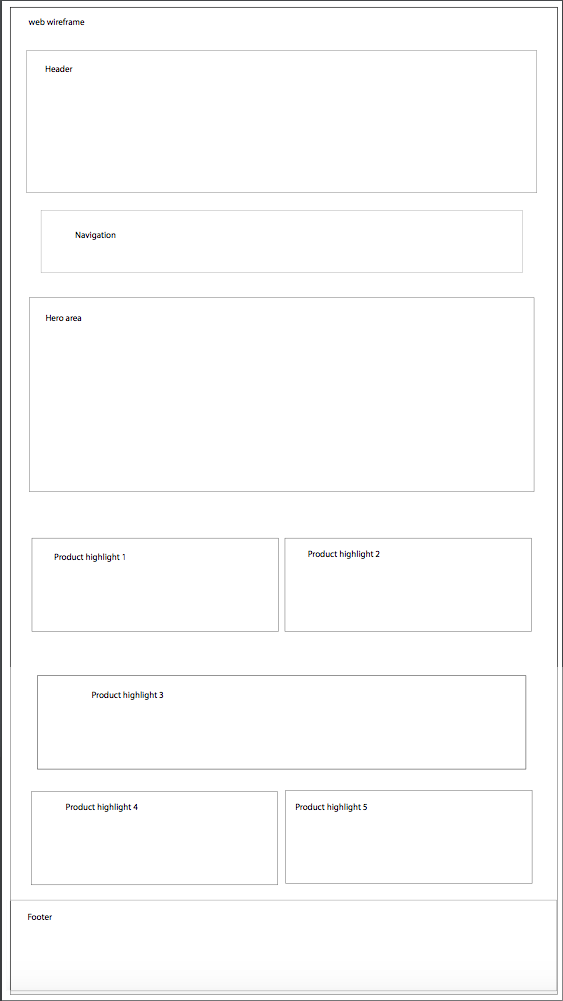 web wireframe
Header
Navigation
Hero area
Product highlight 1
Product highlight 2
Product highlight 3
Product highlight 4
Product highlight 5
Footer